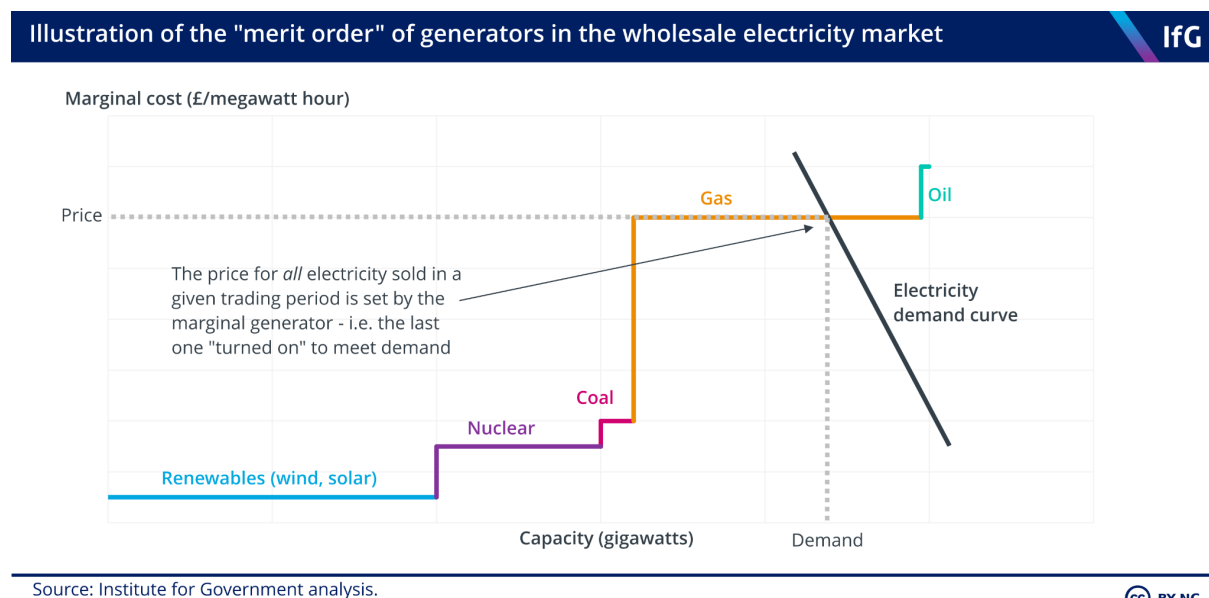 Illustration of the "merit order" of generators in the wholesale electricity market
IfG
Marginal cost (£/megawatt hour)
Gas
Oil
Price
The price for all electricity sold in a
given trading period is set by the
marginal generator - i.e. the last
one "turned on" to meet demand
Electricity
demand curve
Coal
Nuclear
Renewables (wind, solar)
Capacity (gigawatts)
Demand
Source: Institute for Government analysis.
cc BY-NC